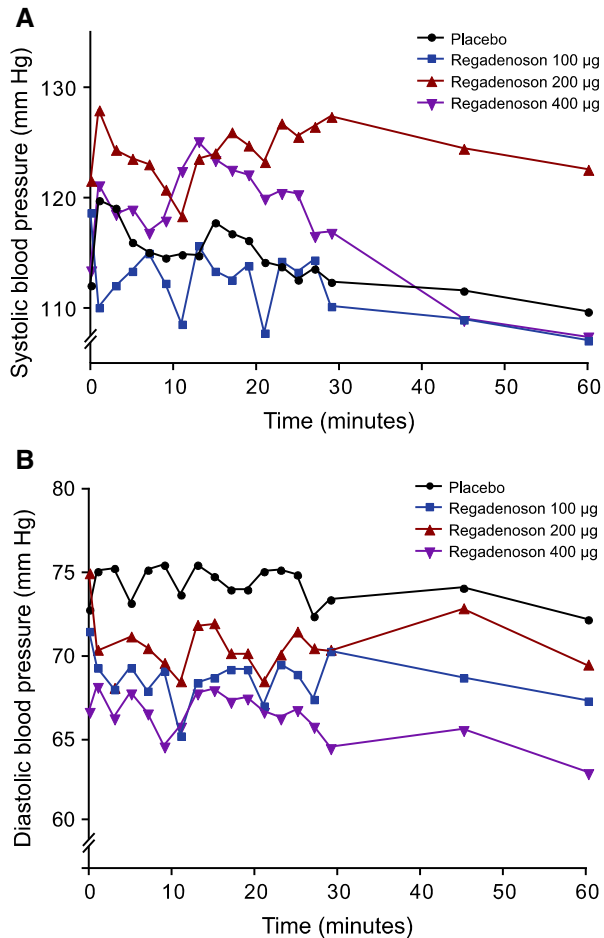 A
Systolic blood pressure (mm Hg)
Placebo
Regadenoson 100 µg
Regadenoson 200 µg
Regadenoson 400 µg
130
120
110
0 10 20 30 40 50 60
Time (minutes)
B
Diastolic blood pressure (mm Hg)
Placebo
Regadenoson 100 µg
Regadenoson 200 µg
Regadenoson 400 µg
80
75
70
65
60
0 10 20 30 40 50 60
Time (minutes)